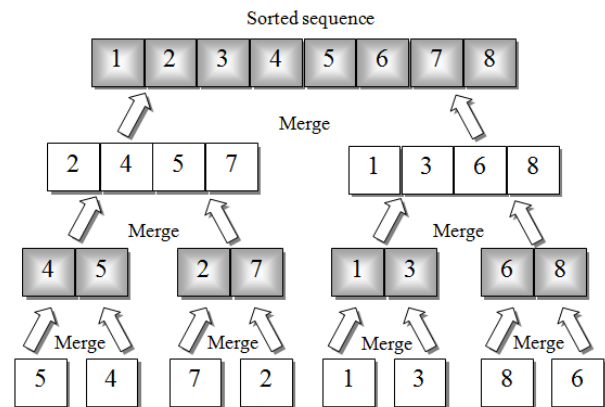 Sorted sequence
1 2 3 4 5 6 7 8
Merge
2 4 5 7 1 3 6 8
Merge Merge
4 5 2 7 1 3 6 8
Merge Merge Merge Merge
5 4 7 2 1 3 8 6